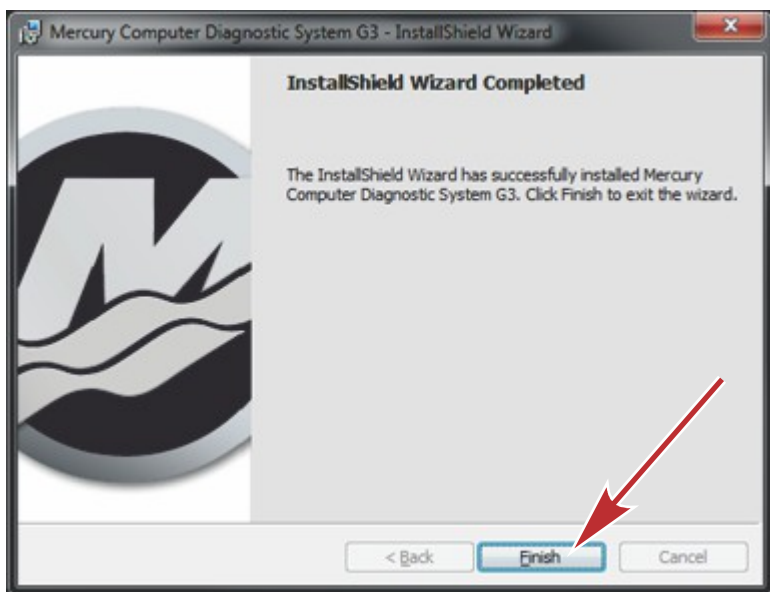 Mercury Computer Diagnostic System G3 - InstallShield Wizard
InstallShield Wizard Completed
The InstallShield Wizard has successfully installed Mercury
Computer Diagnostic System G3. Click Finish to exit the wizard.
< Back
Finish
Cancel